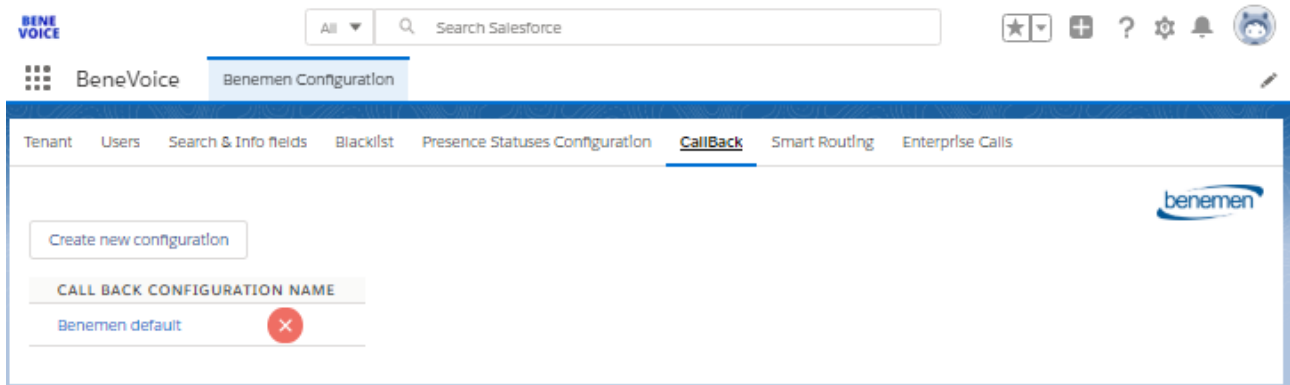 BENE
VOICE
All
Search Salesforce
BeneVoice
Benemen Configuration
Tenant Users Search & Info fields Blacklist Presence Statuses Configuration CallBack Smart Routing Enterprise Calls
benemen
Create new configuration
CALL BACK CONFIGURATION NAME
Benemen default